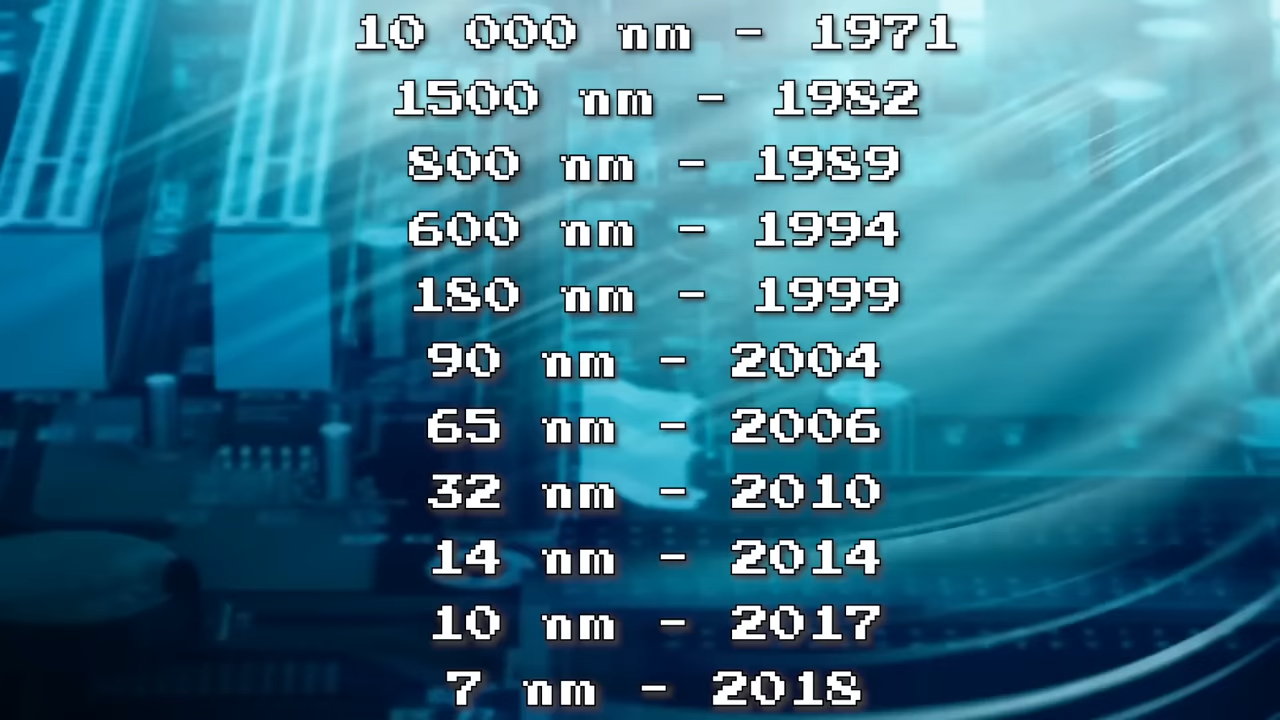 10 000 nm - 1971
1500 nm - 1982
800 nm - 1989
600 nm - 1994
180 nm - 1999
90 nm - 2004
65 nm - 2006
32 nm - 2010
14 nm - 2014
10 nm - 2017
7 nm - 2018